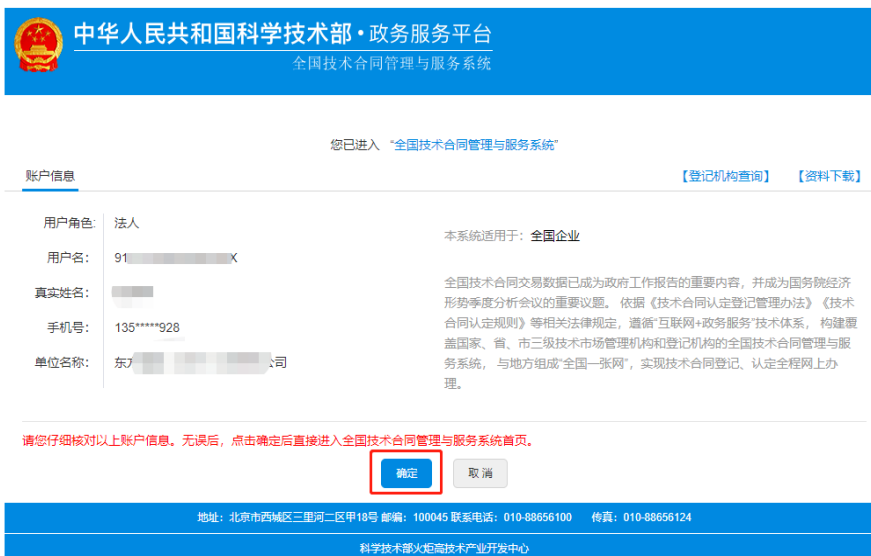 中华人民共和国科学技术部·政务服务平台
全国技术合同管理与服务系统
您已进入 “全国技术合同管理与服务系统”
账户信息 【登记机构查询】 【资料下载】
用户角色: 法人
用户名: 91 X
真实姓名:
手机号: 135*****928
单位名称: 东 公司
本系统适用于: 全国企业
全国技术合同交易数据已成为政府工作报告的重要内容，并成为国务院经济
形势季度分析会议的重要议题。 依据《技术合同认定登记管理办法》《技术
合同认定规则》等相关法律规定，遵循“互联网+政务服务”技术体系， 构建覆
盖国家、省、市三级技术市场管理机构和登记机构的全国技术合同管理与服
务系统， 与地方组成“全国一张网”，实现技术合同登记、认定全程网上办
理。
请您仔细核对以上账户信息。无误后，点击确定后直接进入全国技术合同管理与服务系统首页。
确定 取消
地址: 北京市西城区三里河二区甲18号 邮编: 100045 联系电话: 010-88656100 传真: 010-88656124
科学技术部火炬高技术产业开发中心